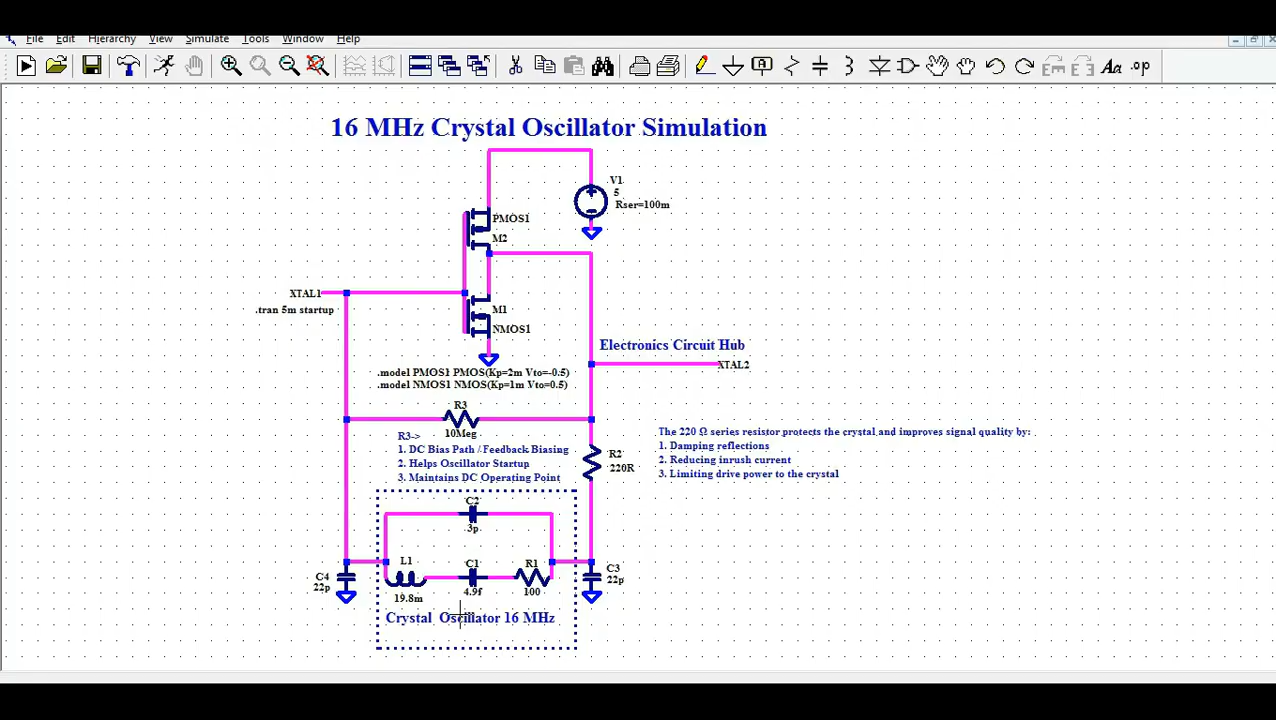 File Edit Hierarchy View Simulate Tools Window Help
Aa .op
16 MHz Crystal Oscillator Simulation
V1
5
Rser=100m
PMOS1
M2
XTAL1
.tran 5m startup
M1
NMOS1
Electronics Circuit Hub
XTAL2
.model PMOS1 PMOS(Kp=2m Vto=-0.5)
.model NMOS1 NMOS(Kp=1m Vto=0.5)
R3
10Meg
R3->
1. DC Bias Path / Feedback Biasing
2. Helps Oscillator Startup
3. Maintains DC Operating Point
R2
220R
The 220 Ω series resistor protects the crystal and improves signal quality by:
1. Damping reflections
2. Reducing inrush current
3. Limiting drive power to the crystal
C2
3p
L1
19.8m
C1
4.9f
R1
100
C4
22p
C3
22p
Crystal Oscillator 16 MHz